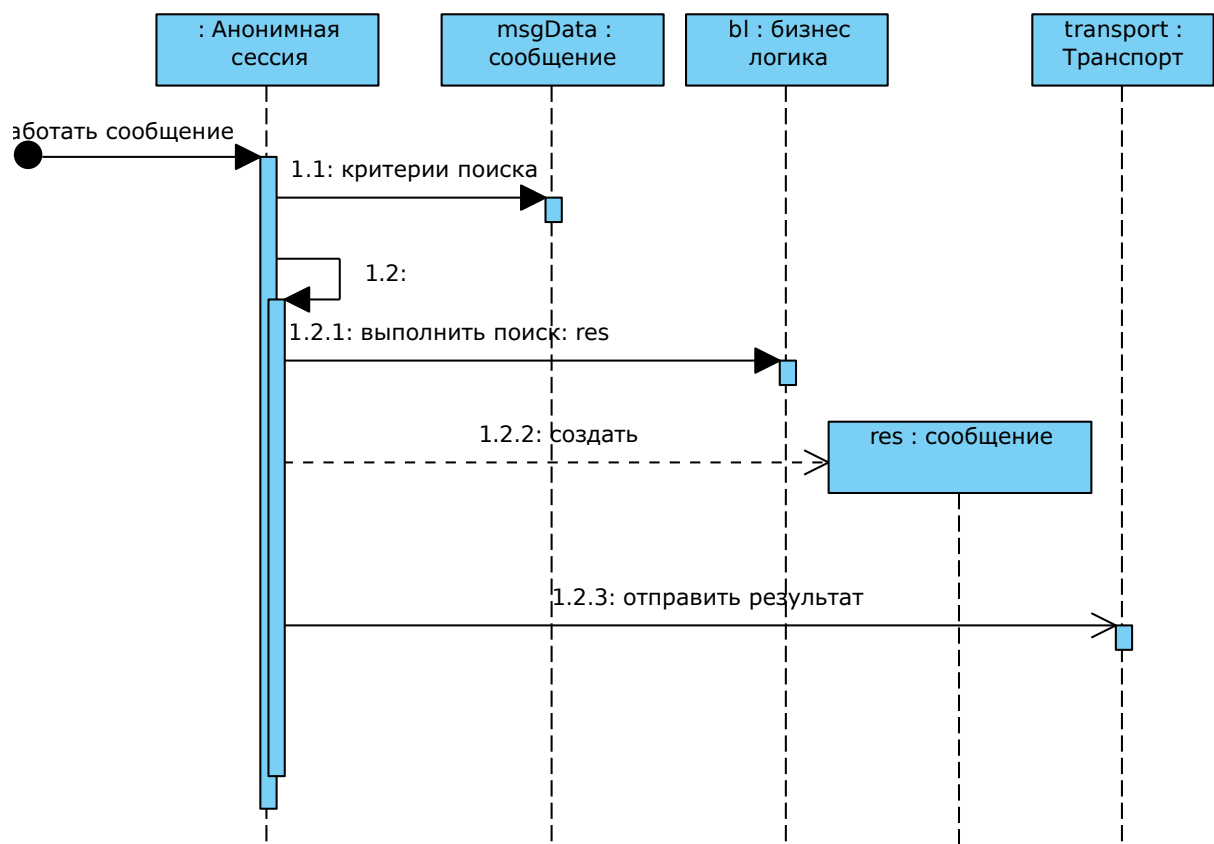 : Анонимная
сессия
msgData :
сообщение
bl : бизнес
логика
transport :
Транспорт
сообщение
1.1: критерии поиска
1.2:
1.2.1: выполнить поиск: res
1.2.2: создать
res : сообщение
1.2.3: отправить результат